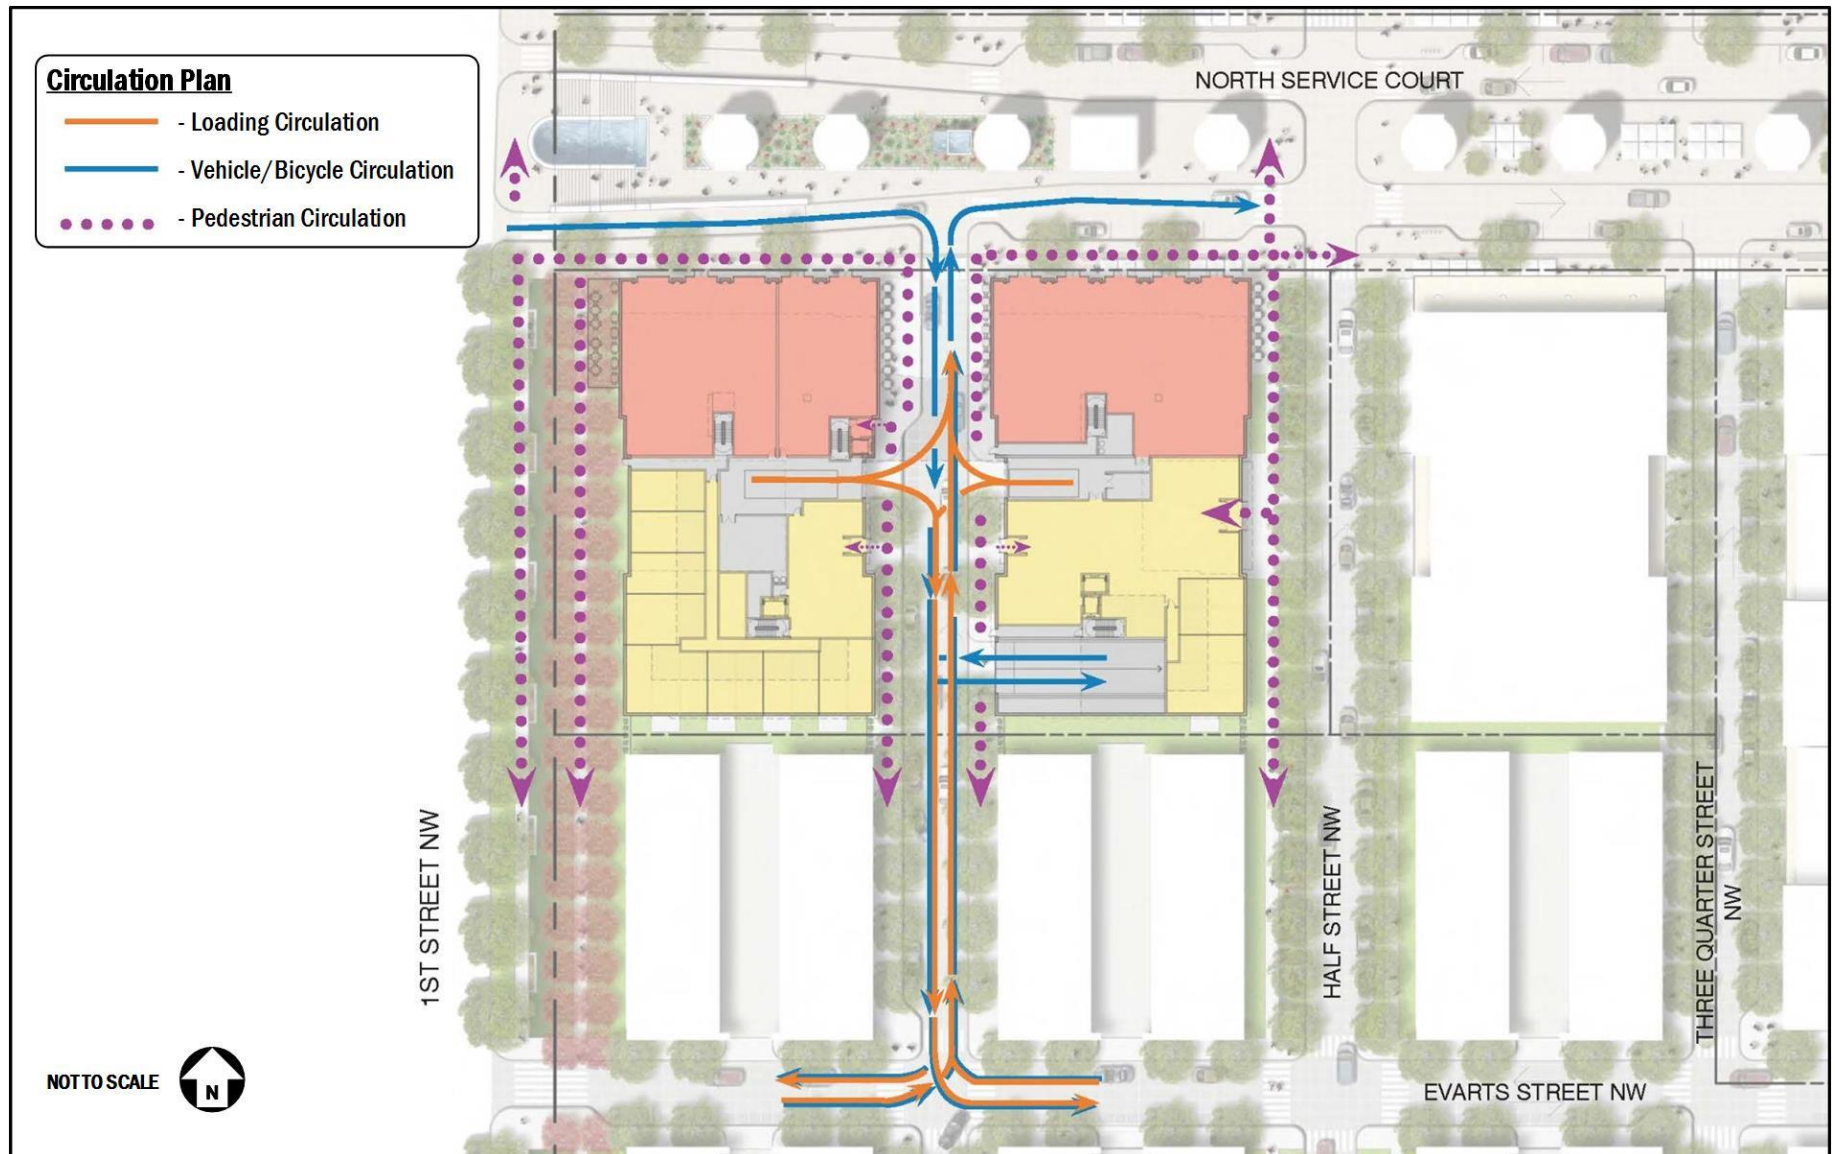 Circulation Plan
- Loading Circulation
- Vehicle/Bicycle Circulation
- Pedestrian Circulation
NORTH SERVICE COURT
1ST STREET NW
HALF STREET NW
THREE QUARTER STREET
NW
EVARTS STREET NW
NOT TO SCALE
N